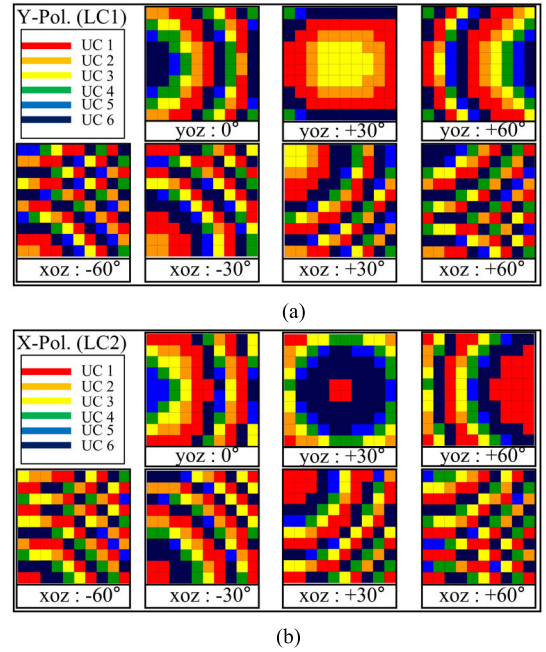 Y-Pol. (LC1)
UC 1
UC 2
UC 3
UC 4
UC 5
UC 6
yoz : 0°
yoz : +30°
yoz : +60°
xoz : -60°
xoz : -30°
xoz : +30°
xoz : +60°
(a)
X-Pol. (LC2)
UC 1
UC 2
UC 3
UC 4
UC 5
UC 6
yoz : 0°
yoz : +30°
yoz : +60°
xoz : -60°
xoz : -30°
xoz : +30°
xoz : +60°
(b)